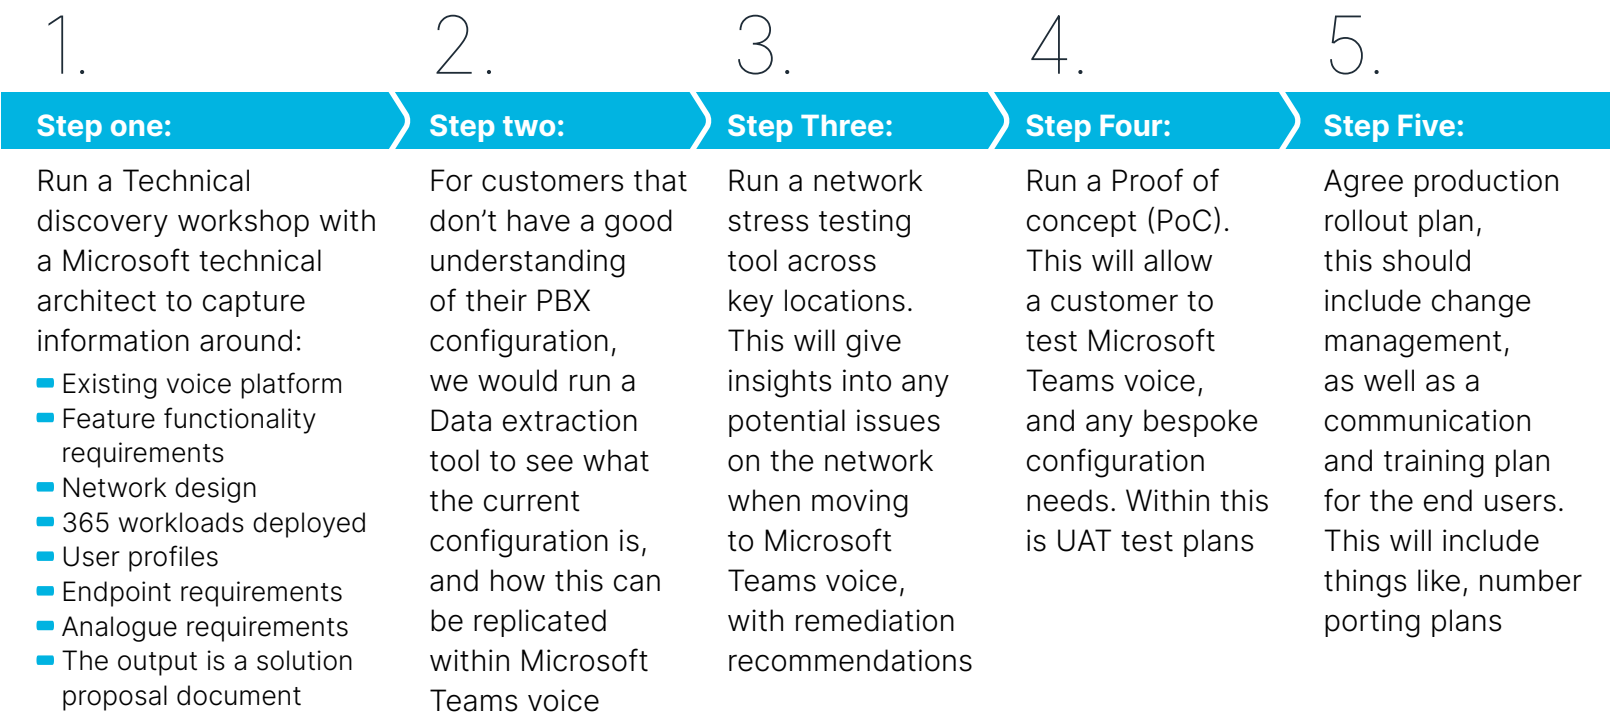 1.
Step one:
Run a Technical
discovery workshop with
a Microsoft technical
architect to capture
information around:
Existing voice platform
Feature functionality
requirements
Network design
365 workloads deployed
User profiles
Endpoint requirements
Analogue requirements
The output is a solution
proposal document
2.
Step two:
For customers that
don’t have a good
understanding
of their PBX
configuration,
we would run a
Data extraction
tool to see what
the current
configuration is,
and how this can
be replicated
within Microsoft
Teams voice
3.
Step Three:
Run a network
stress testing
tool across
key locations.
This will give
insights into any
potential issues
on the network
when moving
to Microsoft
Teams voice,
with remediation
recommendations
4.
Step Four:
Run a Proof of
concept (PoC).
This will allow
a customer to
test Microsoft
Teams voice,
and any bespoke
configuration
needs. Within this
is UAT test plans
5.
Step Five:
Agree production
rollout plan,
this should
include change
management,
as well as a
communication
and training plan
for the end users.
This will include
things like, number
porting plans